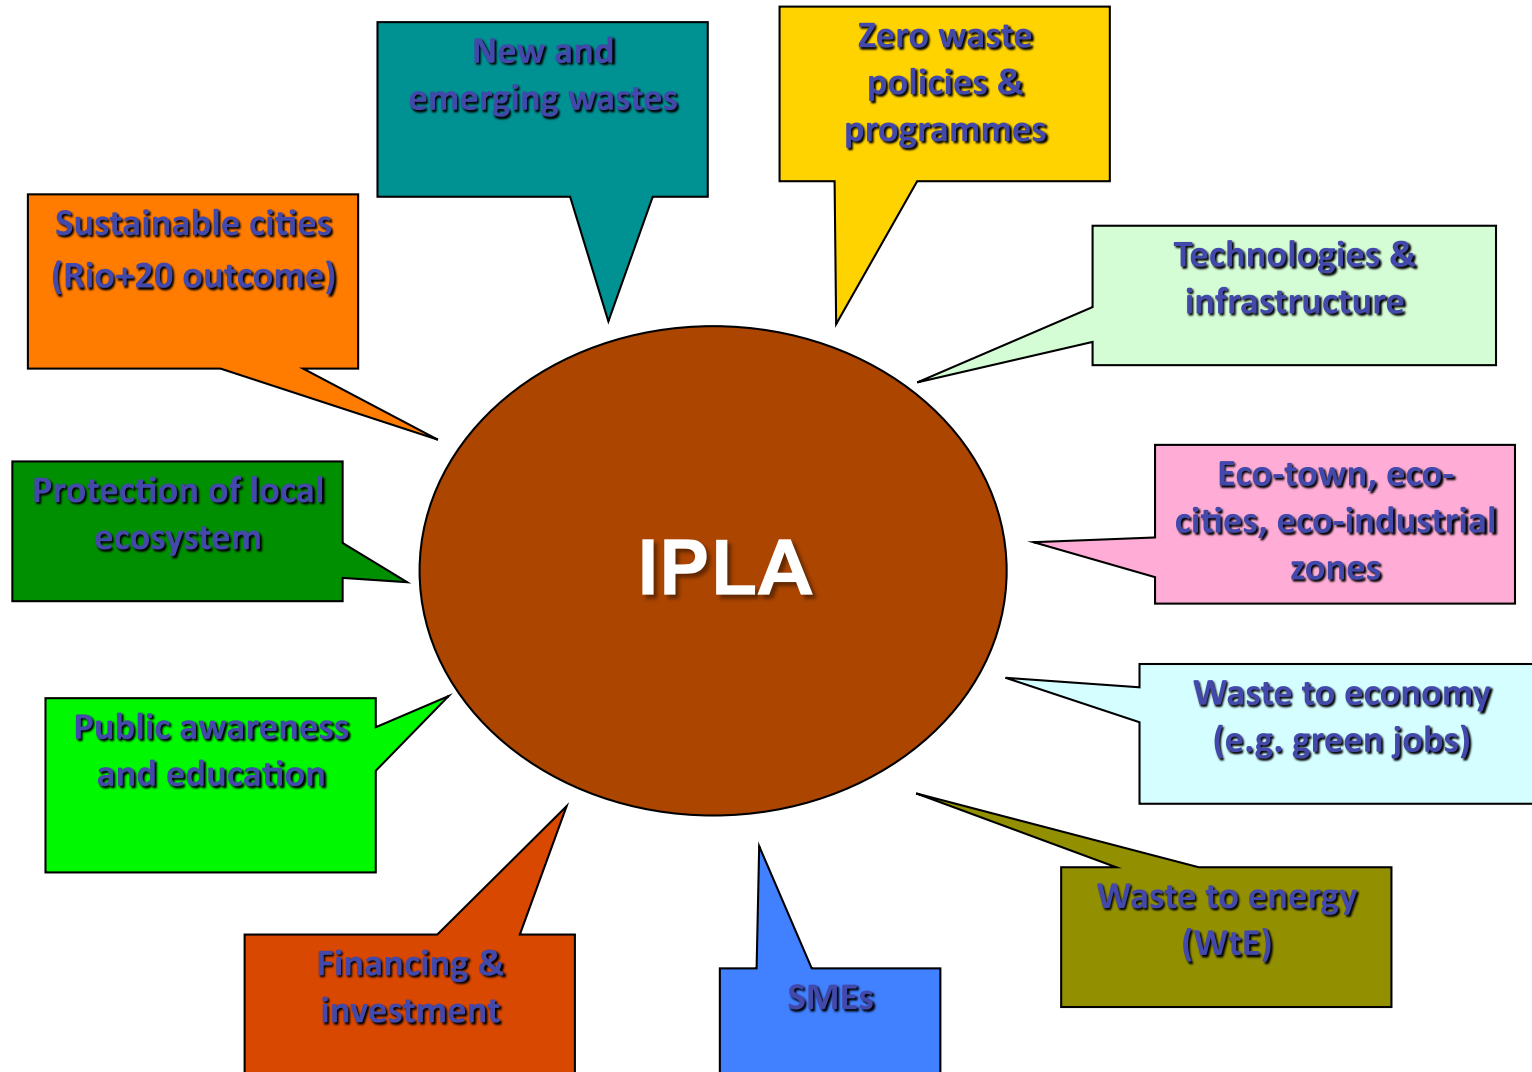 New and
emerging wastes
Zero waste
policies &
programmes
Sustainable cities
(Rio+20 outcome)
Technologies &
infrastructure
Protection of local
ecosystem
IPLA
Eco-town, eco-
cities, eco-industrial
zones
Public awareness
and education
Waste to economy
(e.g. green jobs)
Financing &
investment
SMEs
Waste to energy
(WtE)